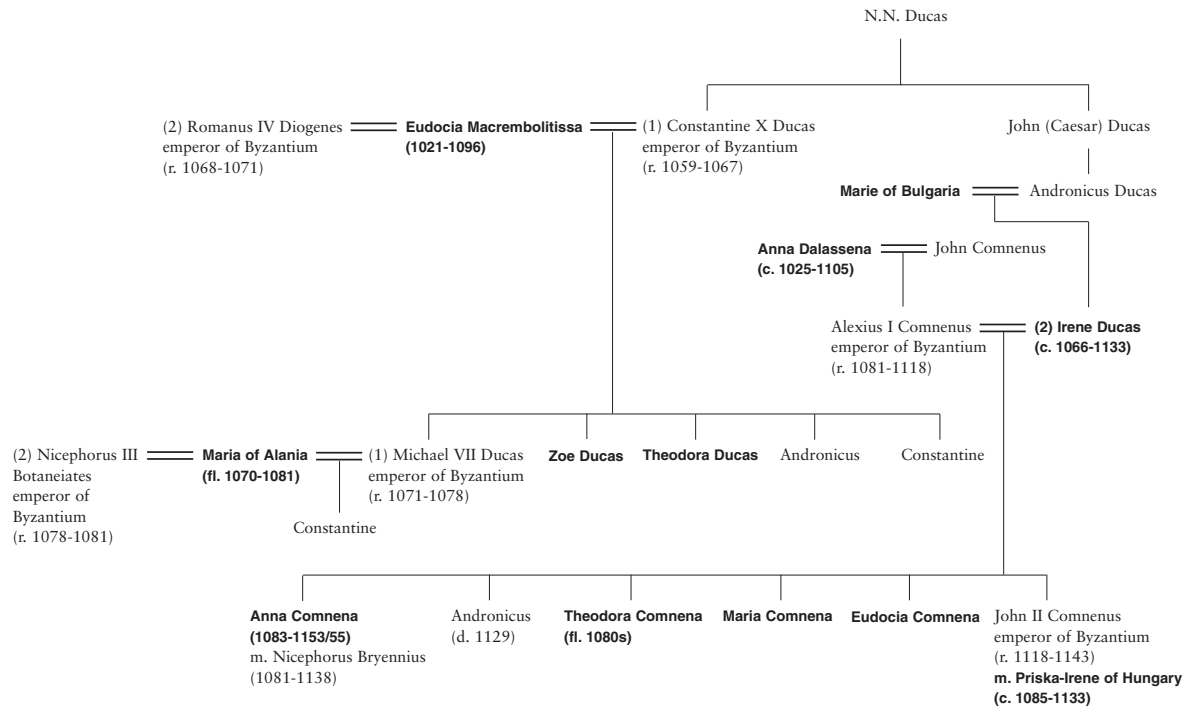 N.N. Ducas
(2) Romanus IV Diogenes
emperor of Byzantium
(r. 1068-1071)
Eudocia Macrembolitissa
(1021-1096)
(1) Constantine X Ducas
emperor of Byzantium
(r. 1059-1067)
John (Caesar) Ducas
Marie of Bulgaria
Andronicus Ducas
Anna Dalassena
(c. 1025-1105)
John Comnenus
Alexius I Comnenus
emperor of Byzantium
(r. 1081-1118)
(2) Irene Ducas
(c. 1066-1133)
(2) Nicephorus III
Botaneiates
emperor of
Byzantium
(r. 1078-1081)
Maria of Alania
(fl. 1070-1081)
(1) Michael VII Ducas
emperor of Byzantium
(r. 1071-1078)
Zoe Ducas
Theodora Ducas
Andronicus
Constantine
Constantine
Anna Comnena
(1083-1153/55)
m. Nicephorus Bryennius
(1081-1138)
Andronicus
(d. 1129)
Theodora Comnena
(fl. 1080s)
Maria Comnena
Eudocia Comnena
John II Comnenus
emperor of Byzantium
(r. 1118-1143)
m. Priska-Irene of Hungary
(c. 1085-1133)